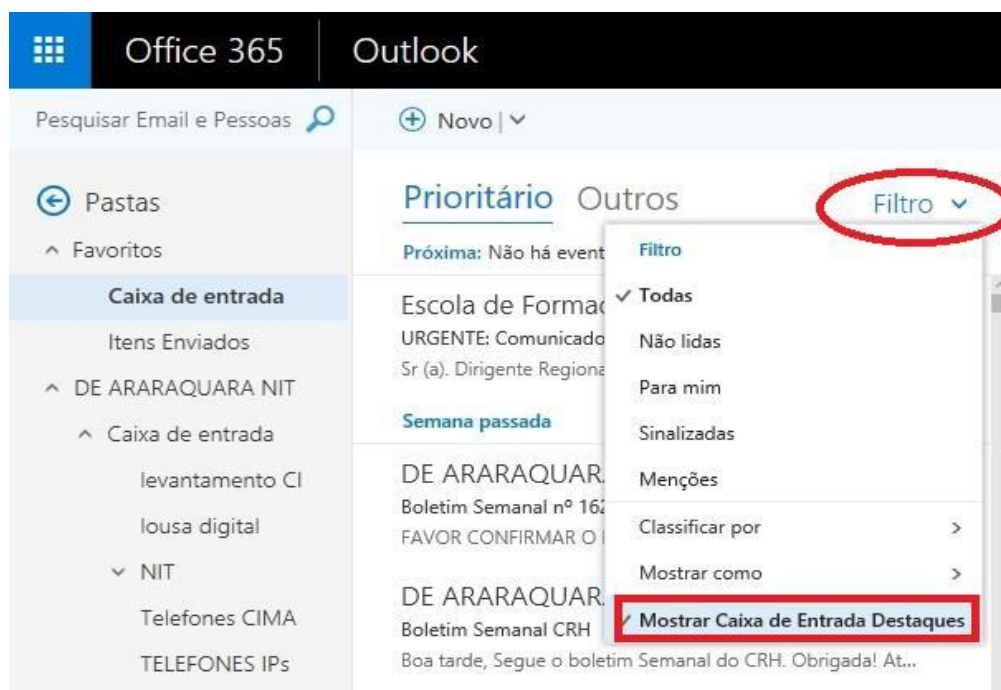 Office 365 Outlook
Pesquisar Email e Pessoas
Novo
Pastas
Favoritos
Caixa de entrada
Itens Enviados
DE ARARAQUARA NIT
Caixa de entrada
levantamento CI
lousa digital
NIT
Telefones CIMA
TELEFONES IPs
Prioritário Outros
Filtro
Próxima: Não há event
Escola de Formaç
URGENTE: Comunicado
Sr (a). Dirigente Regiona
Semana passada
DE ARARAQUAR
Boletim Semanal nº 162
FAVOR CONFIRMAR O
DE ARARAQUAR
Boletim Semanal CRH
Boa tarde, Segue o boletim Semanal do CRH. Obrigada! At...
Filtro
Todas
Não lidas
Para mim
Sinalizadas
Menções
Classificar por
Mostrar como
Mostrar Caixa de Entrada Destaques